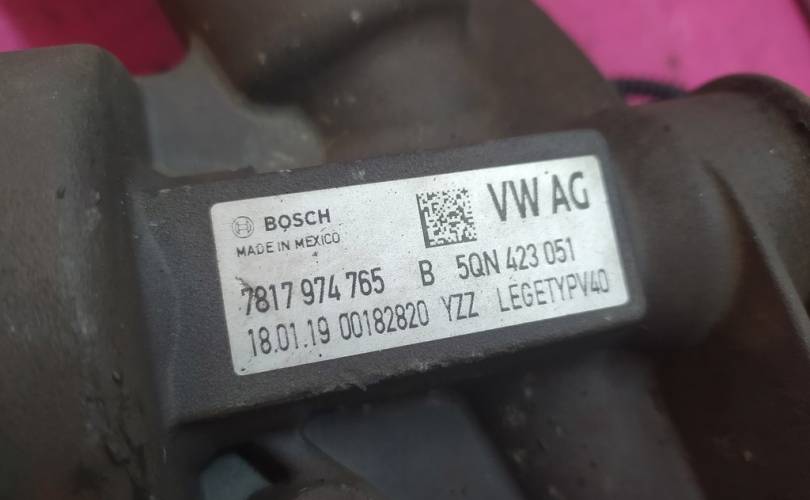 BOSCH
MADE IN MEXICO
VW AG
7817 974 765 B 5QN 423 051
18.01.19 00182820 YZZ LEGETYPV40